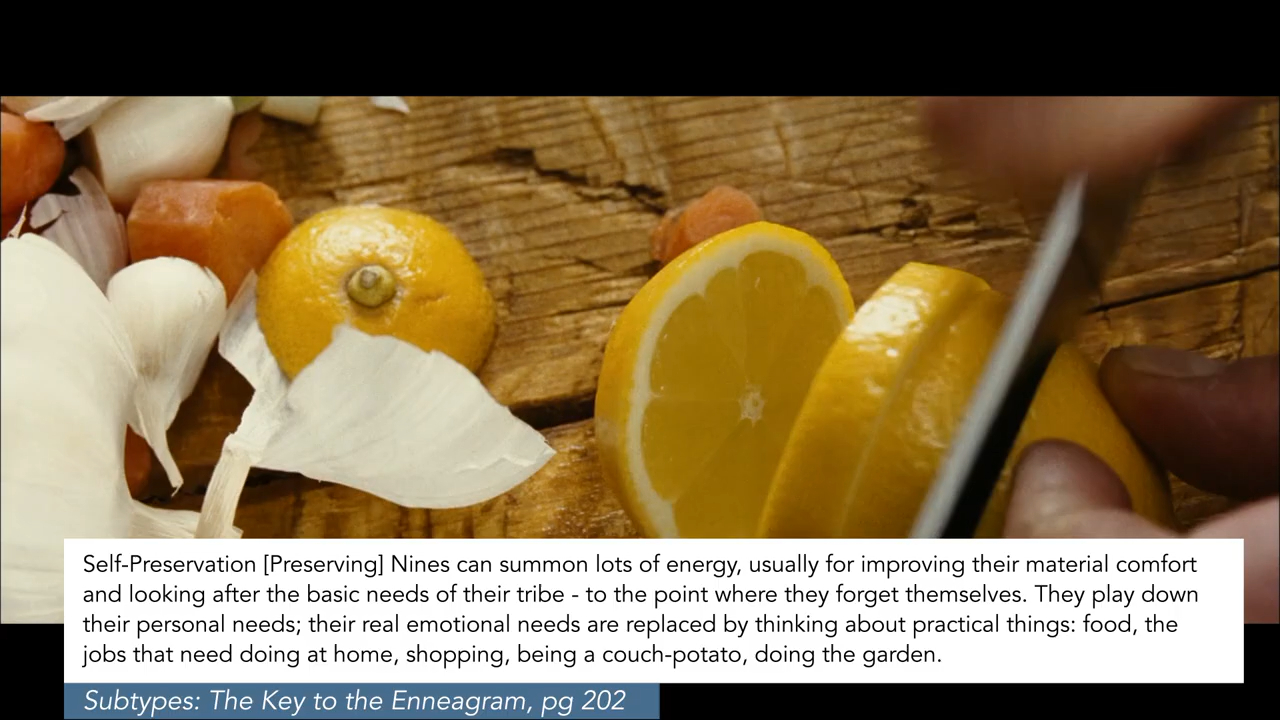 Self-Preservation [Preserving] Nines can summon lots of energy, usually for improving their material comfort
and looking after the basic needs of their tribe - to the point where they forget themselves. They play down
their personal needs; their real emotional needs are replaced by thinking about practical things: food, the
jobs that need doing at home, shopping, being a couch-potato, doing the garden.
Subtypes: The Key to the Enneagram, pg 202